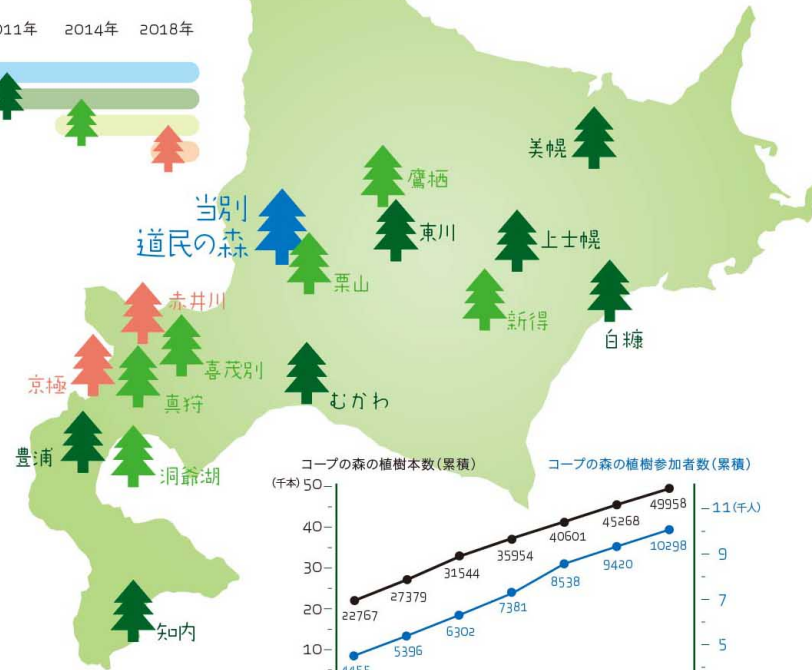 2014年
2018年
美幌
鷹栖
当別
道民の森
東川
上士幌
栗山
赤井川
新得
白糠
喜茂別
京極
真狩
むかわ
豊浦
洞爺湖
知内
コープの森の植樹本数(累積)
コープの森の植樹参加者数(累積)
(千本)
50
40
30
20
10
22767
27379
31544
35954
40601
45268
49958
5396
6302
7381
8538
9420
10298
11(千人)
9
7
5